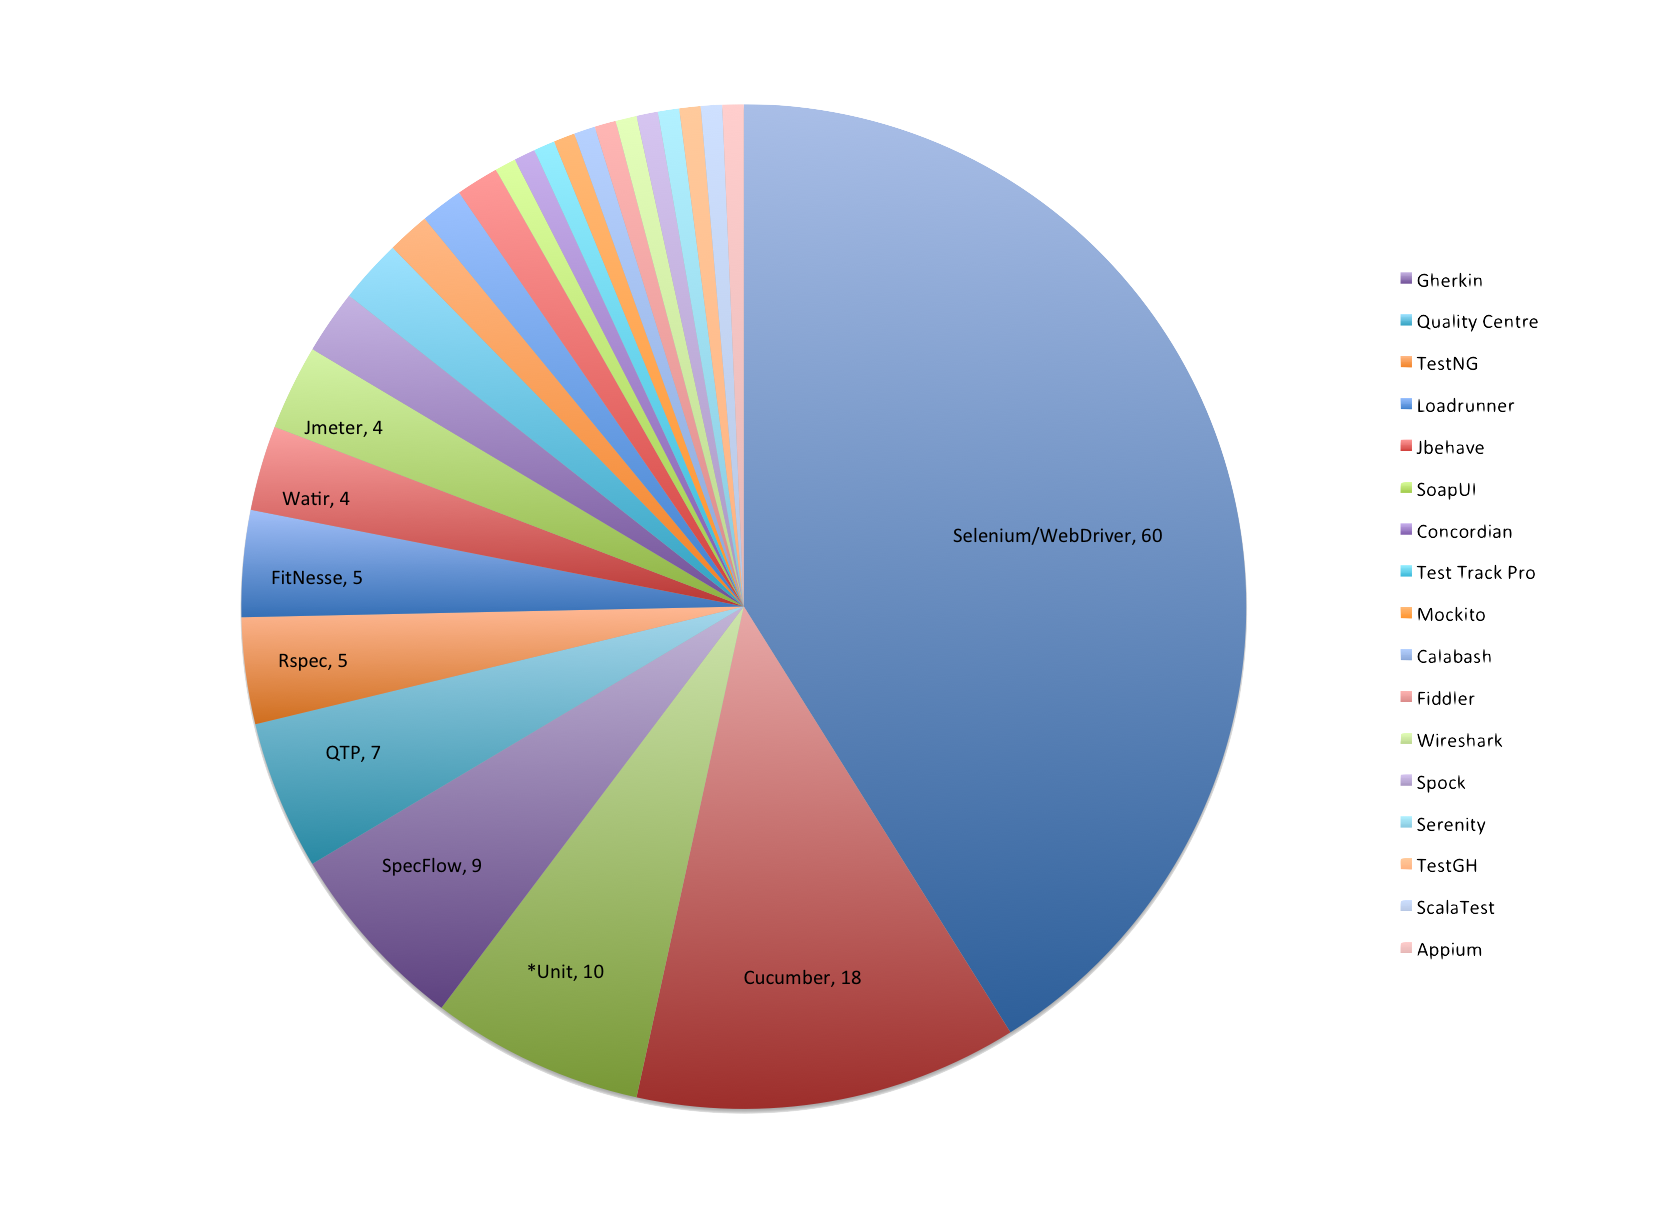 Selenium/WebDriver, 60
Cucumber, 18
*Unit, 10
SpecFlow, 9
QTP, 7
Rspec, 5
FitNesse, 5
Watir, 4
Jmeter, 4
Gherkin
Quality Centre
TestNG
Loadrunner
Jbehave
SoapUI
Concordian
Test Track Pro
Mockito
Calabash
Fiddler
Wireshark
Spock
Serenity
TestGH
ScalaTest
Appium